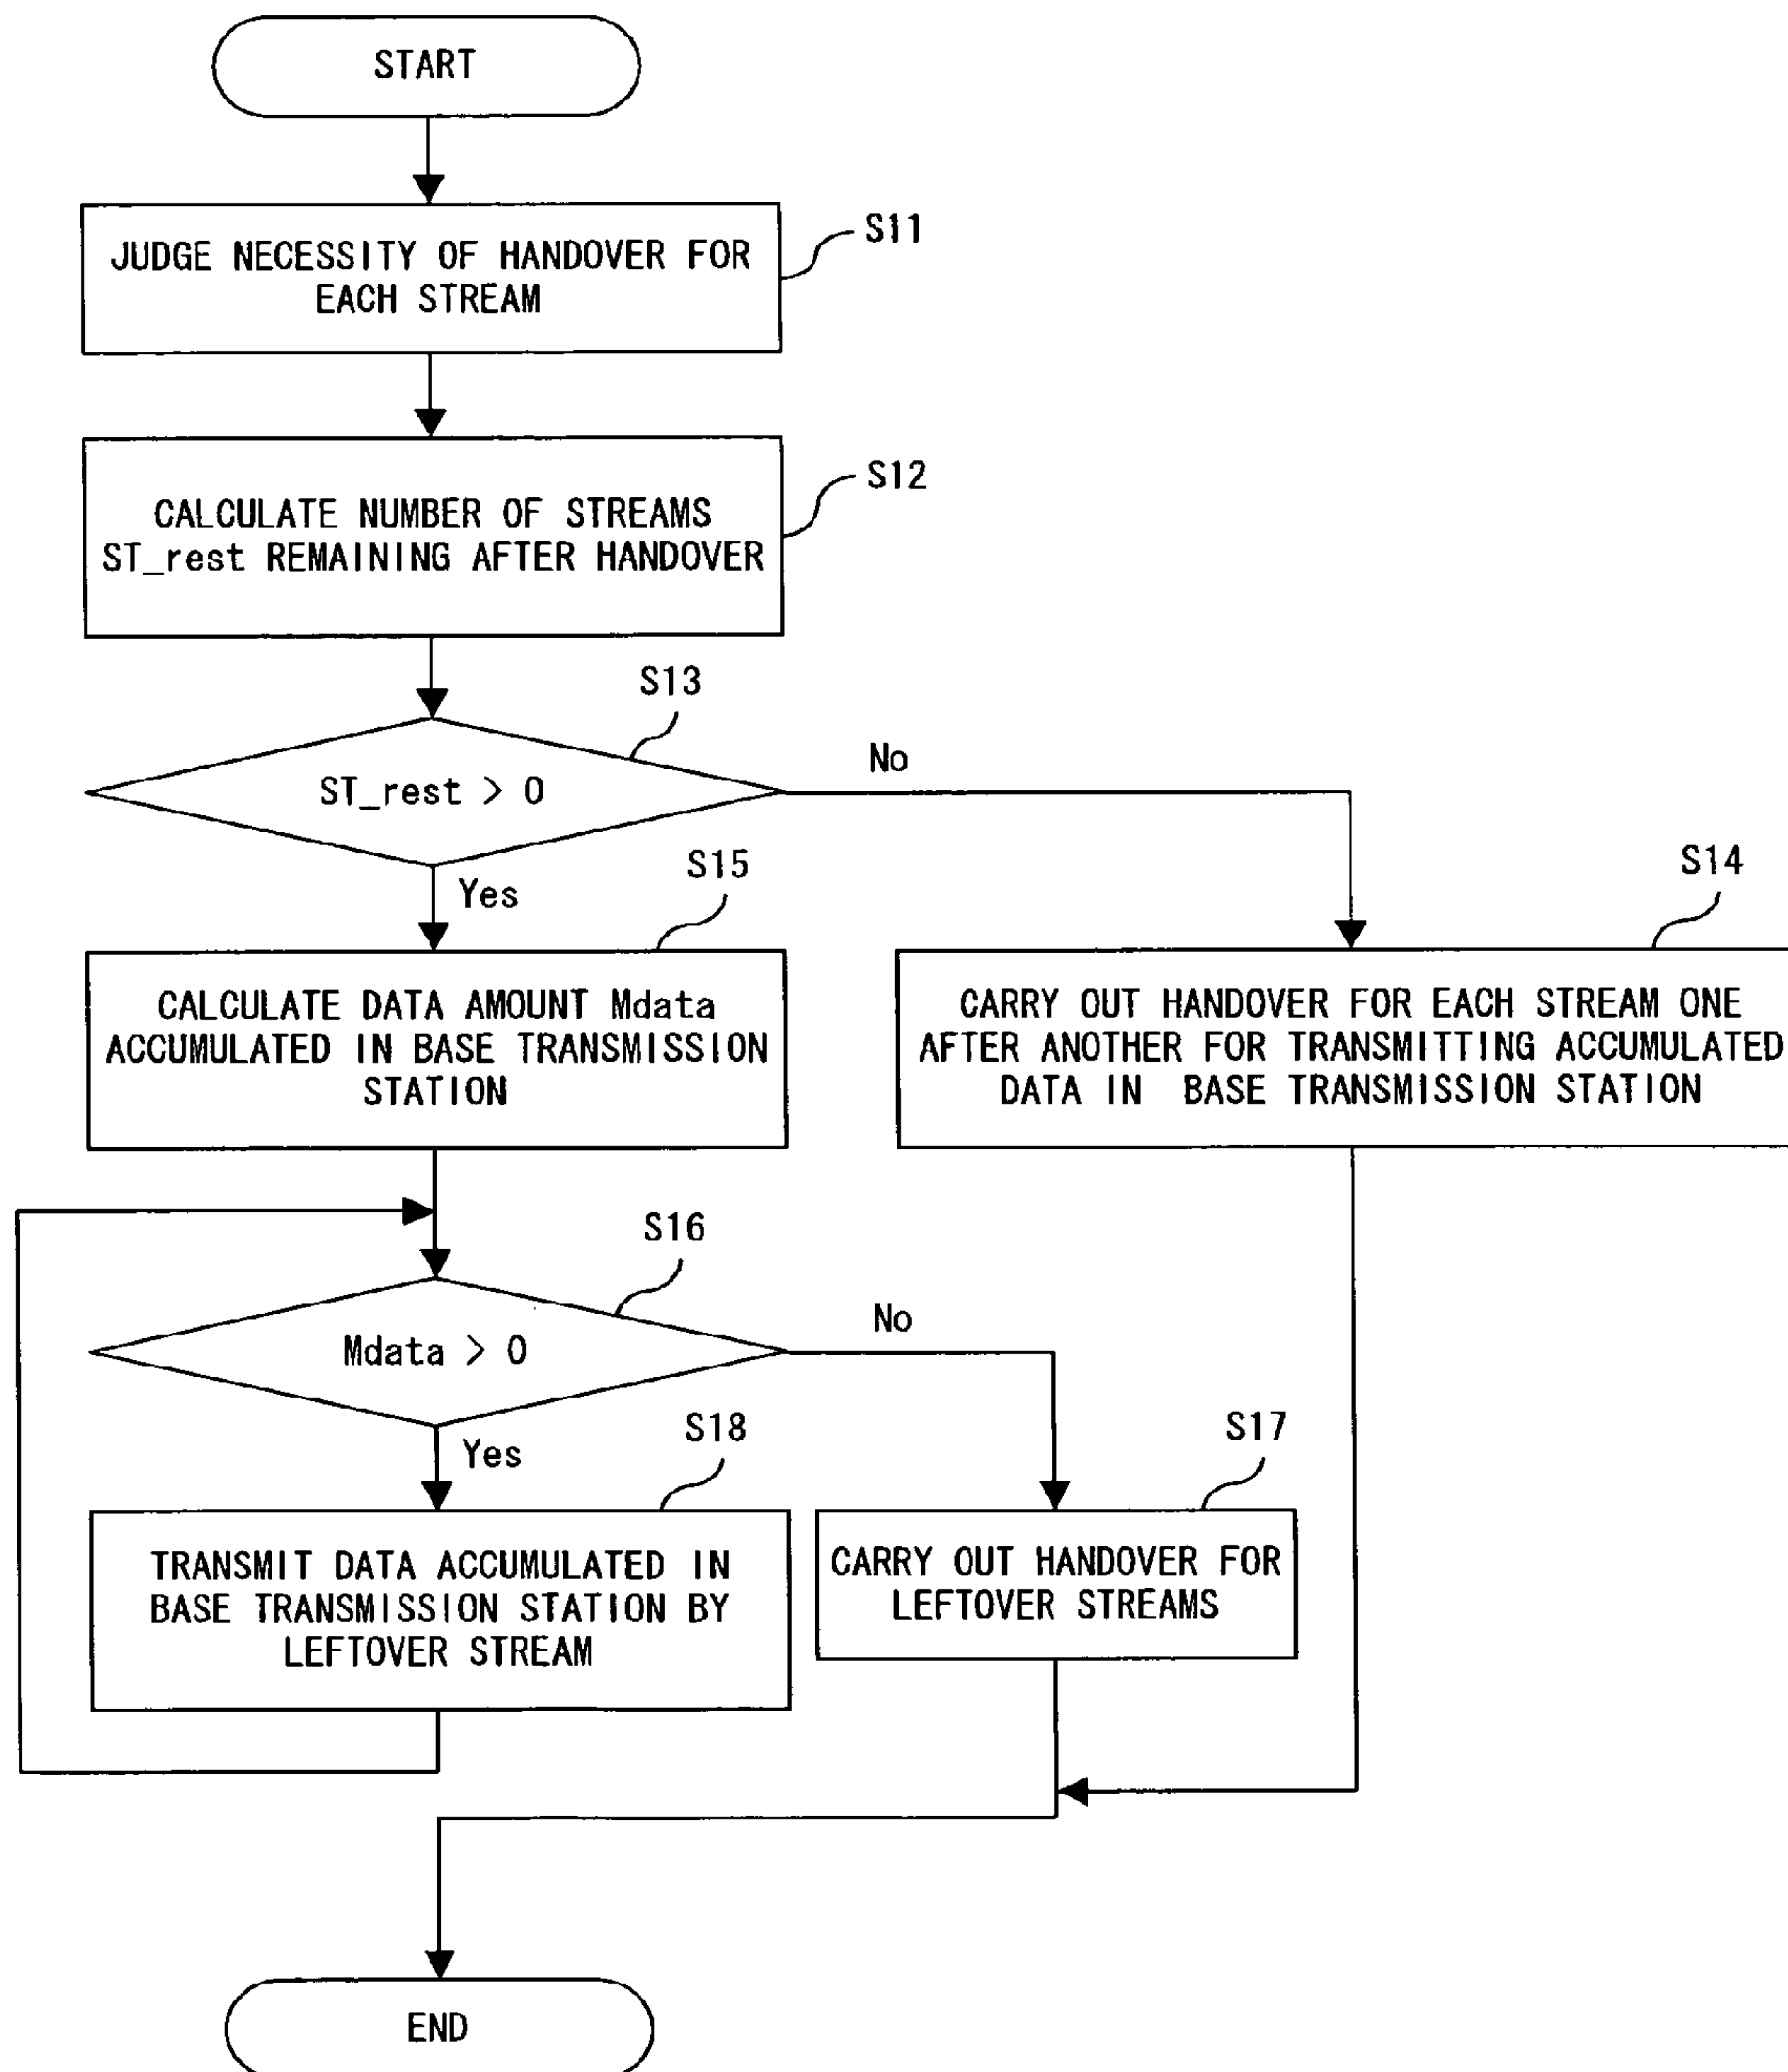 START
JUDGE NECESSITY OF HANDOVER FOR
EACH STREAM
S11
CALCULATE NUMBER OF STREAMS
ST_rest REMAINING AFTER HANDOVER
S12
S13
ST_rest > 0
No
Yes
S15
CALCULATE DATA AMOUNT Mdata
ACCUMULATED IN BASE TRANSMISSION
STATION
S14
CARRY OUT HANDOVER FOR EACH STREAM ONE
AFTER ANOTHER FOR TRANSMITTING ACCUMULATED
DATA IN BASE TRANSMISSION STATION
S16
Mdata > 0
No
Yes
S18
TRANSMIT DATA ACCUMULATED IN
BASE TRANSMISSION STATION BY
LEFTOVER STREAM
S17
CARRY OUT HANDOVER FOR
LEFTOVER STREAMS
END